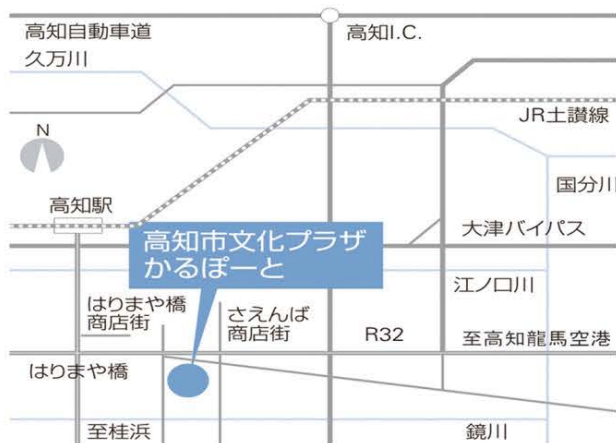 高知自動車道
高知I.C.
久万川
JR土讃線
N
国分川
高知駅
大津バイパス
高知市文化プラザ
かるぽーと
江ノ口川
はりまや橋
商店街
さえんば
商店街
R32
至高知龍馬空港
はりまや橋
至桂浜
鏡川